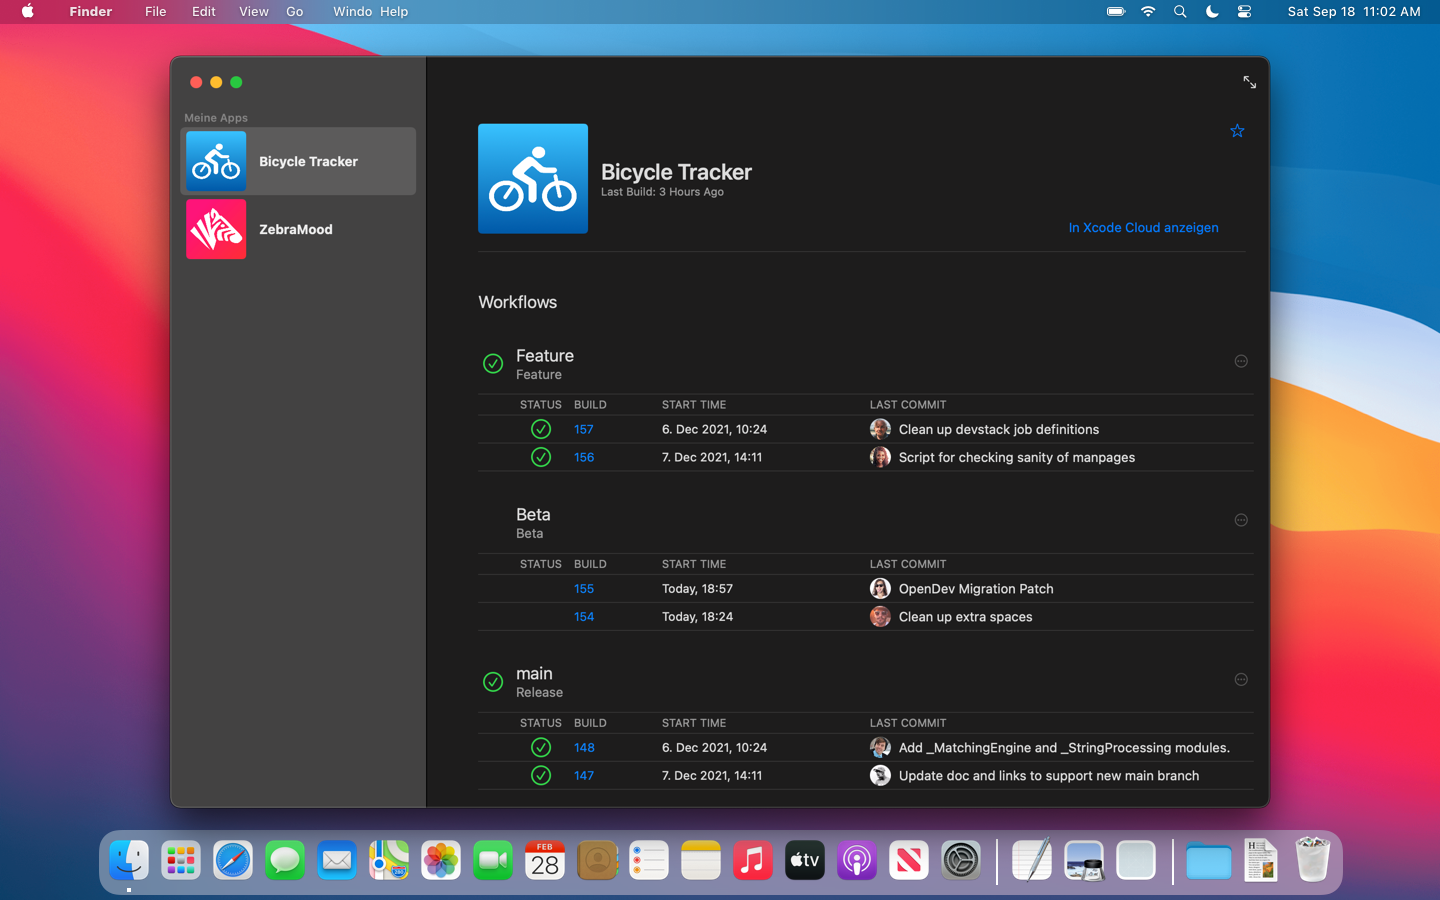 Finder File Edit View Go Windo Help Sat Sep 18 11:02 AM
Meine Apps
Bicycle Tracker
ZebraMood
Bicycle Tracker
Last Build: 3 Hours Ago
In Xcode Cloud anzeigen
Workflows
Feature
Feature
STATUS BUILD START TIME LAST COMMIT
157 6. Dec 2021, 10:24 Clean up devstack job definitions
156 7. Dec 2021, 14:11 Script for checking sanity of manpages
Beta
Beta
STATUS BUILD START TIME LAST COMMIT
155 Today, 18:57 OpenDev Migration Patch
154 Today, 18:24 Clean up extra spaces
main
Release
STATUS BUILD START TIME LAST COMMIT
148 6. Dec 2021, 10:24 Add _MatchingEngine and _StringProcessing modules.
147 7. Dec 2021, 14:11 Update doc and links to support new main branch
280
FEB
28
tv